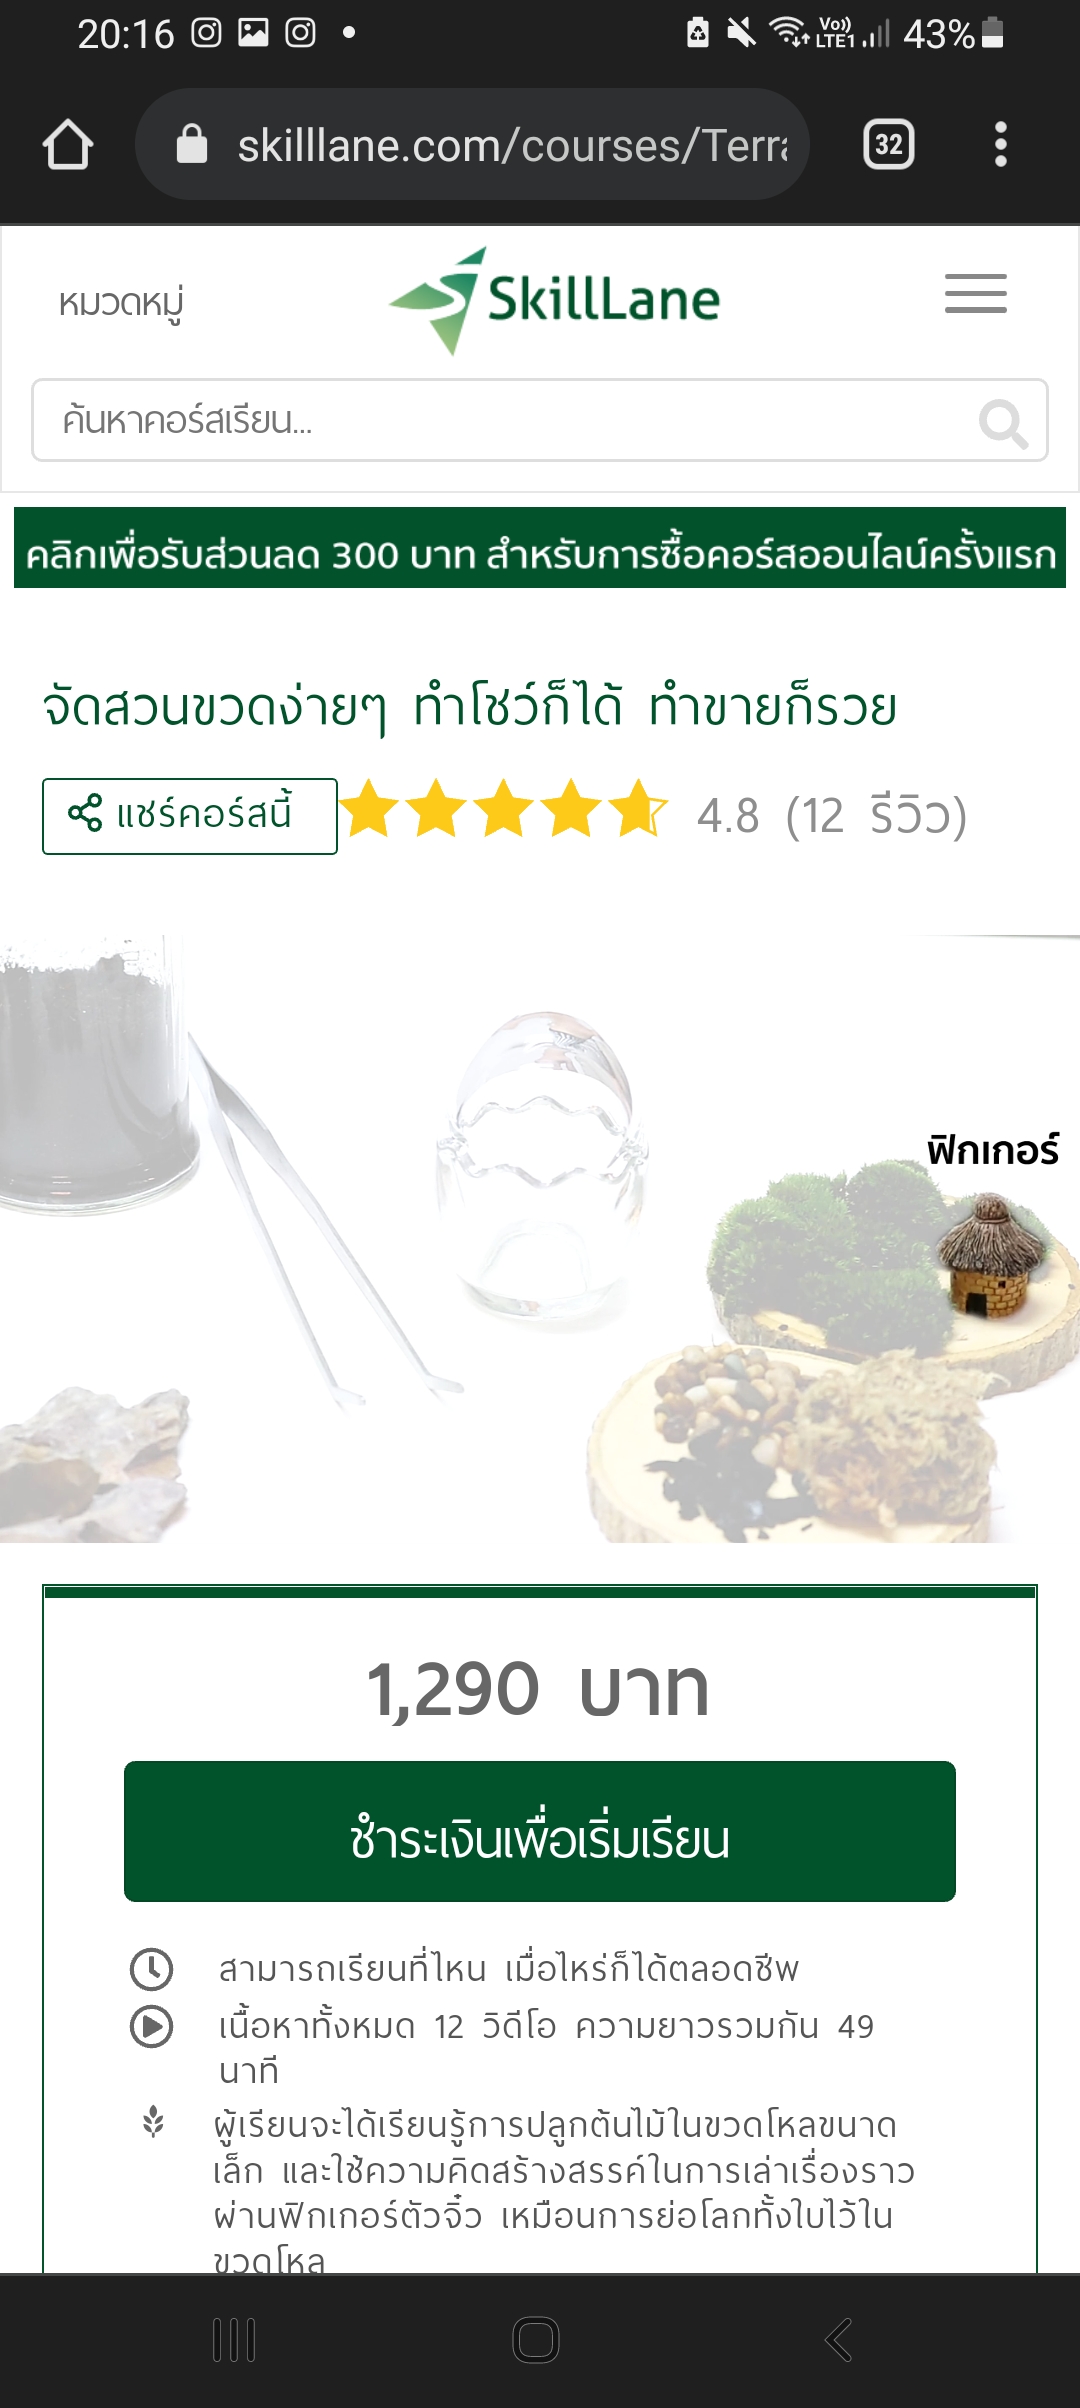 20:16
Vo))
LTE1
43%
skilllane.com/courses/Terra
32
หมวดหมู่
SkillLane
ค้นหาคอร์สเรียน...
คลิกเพื่อรับส่วนลด 300 บาท สำหรับการซื้อคอร์สออนไลน์ครั้งแรก
จัดสวนขวดง่ายๆ ทำโชว์ก็ได้ ทำขายก็รวย
แชร์คอร์สนี้
4.8 (12 รีวิว)
ฟิกเกอร์
1,290 บาท
ชำระเงินเพื่อเริ่มเรียน
สามารถเรียนที่ไหน เมื่อไหร่ก็ได้ตลอดชีพ
เนื้อหาทั้งหมด 12 วิดีโอ ความยาวรวมกัน 49
นาที
ผู้เรียนจะได้เรียนรู้การปลูกต้นไม้ในขวดโหลขนาด
เล็ก และใช้ความคิดสร้างสรรค์ในการเล่าเรื่องราว
ผ่านฟิกเกอร์ตัวจิ๋ว เหมือนการย่อโลกทั้งใบไว้ใน
ขวดโหล